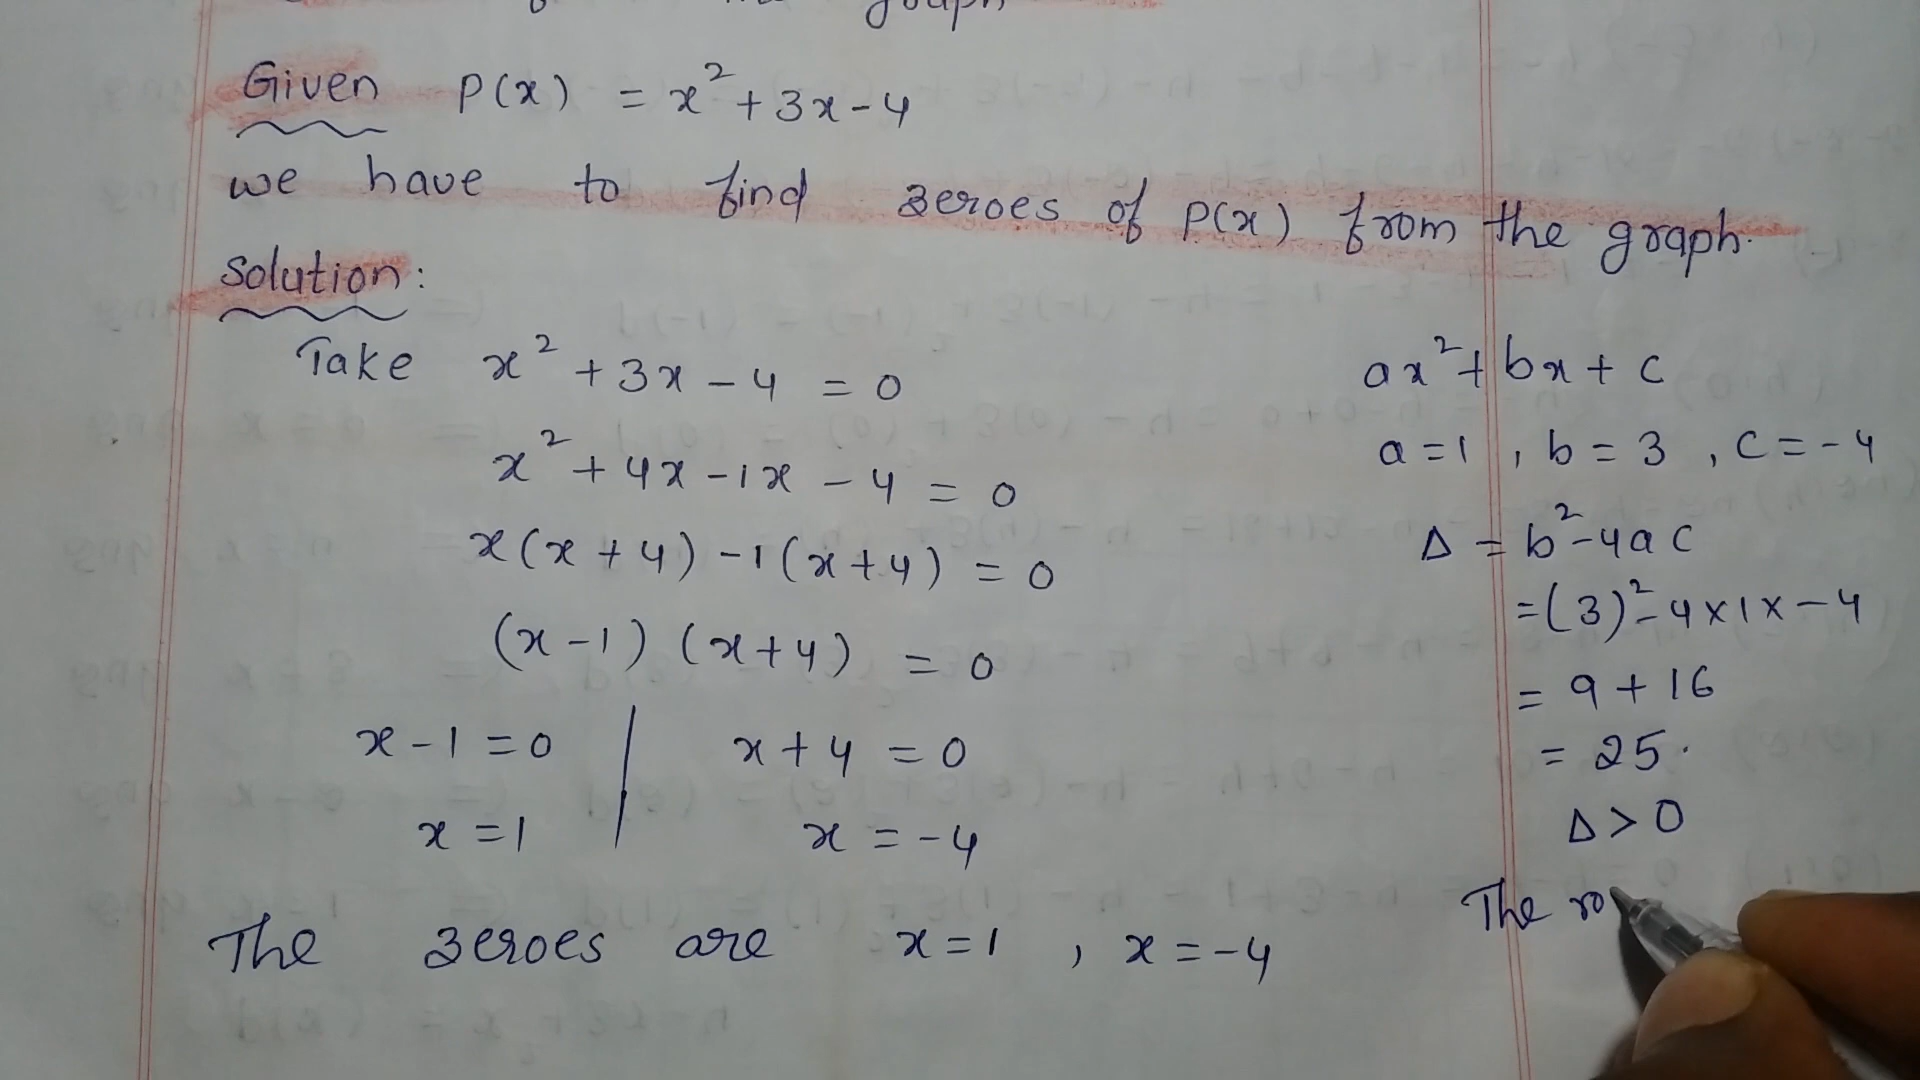 graph
Given P(x) = x² + 3x - 4
we have to find zeroes of P(x) from the graph.
Solution:
Take x² + 3x - 4 = 0
x² + 4x - 1x - 4 = 0
x(x + 4) - 1(x + 4) = 0
(x - 1) (x + 4) = 0
x - 1 = 0 | x + 4 = 0
x = 1 | x = -4
The zeroes are x = 1 , x = -4
ax² + bx + c
a = 1 , b = 3 , c = -4
Δ = b² - 4ac
= (3)² - 4 x 1 x - 4
= 9 + 16
= 25.
Δ > 0
The ro